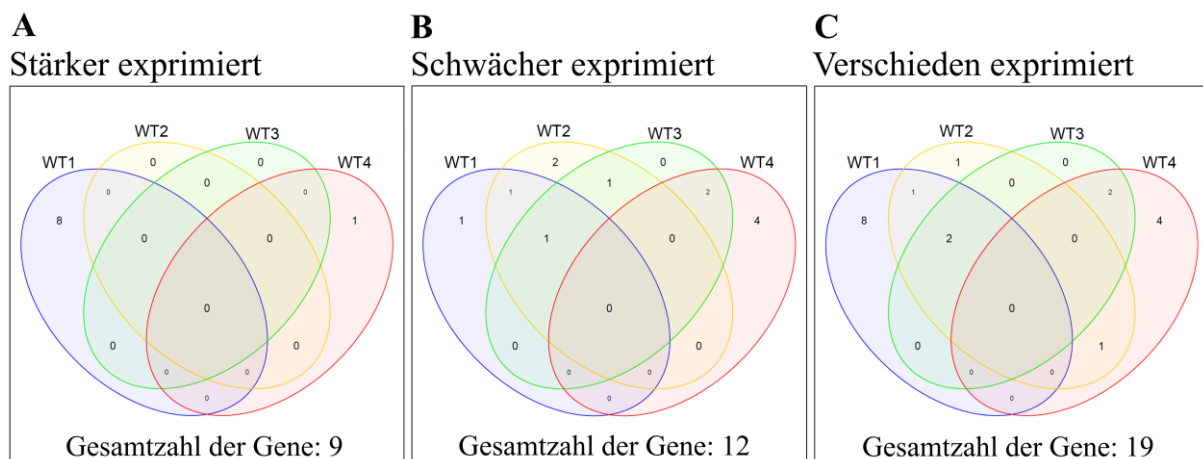 A
Stärker exprimiert
WT1
WT2
WT3
WT4
0
0
0
0
0
8
1
0
0
0
0
0
0
0
0
Gesamtzahl der Gene: 9
B
Schwächer exprimiert
WT1
WT2
WT3
WT4
2
0
1
1
2
1
4
1
0
0
0
0
0
0
0
Gesamtzahl der Gene: 12
C
Verschieden exprimiert
WT1
WT2
WT3
WT4
1
0
0
1
2
8
4
2
0
0
0
1
0
0
0
Gesamtzahl der Gene: 19